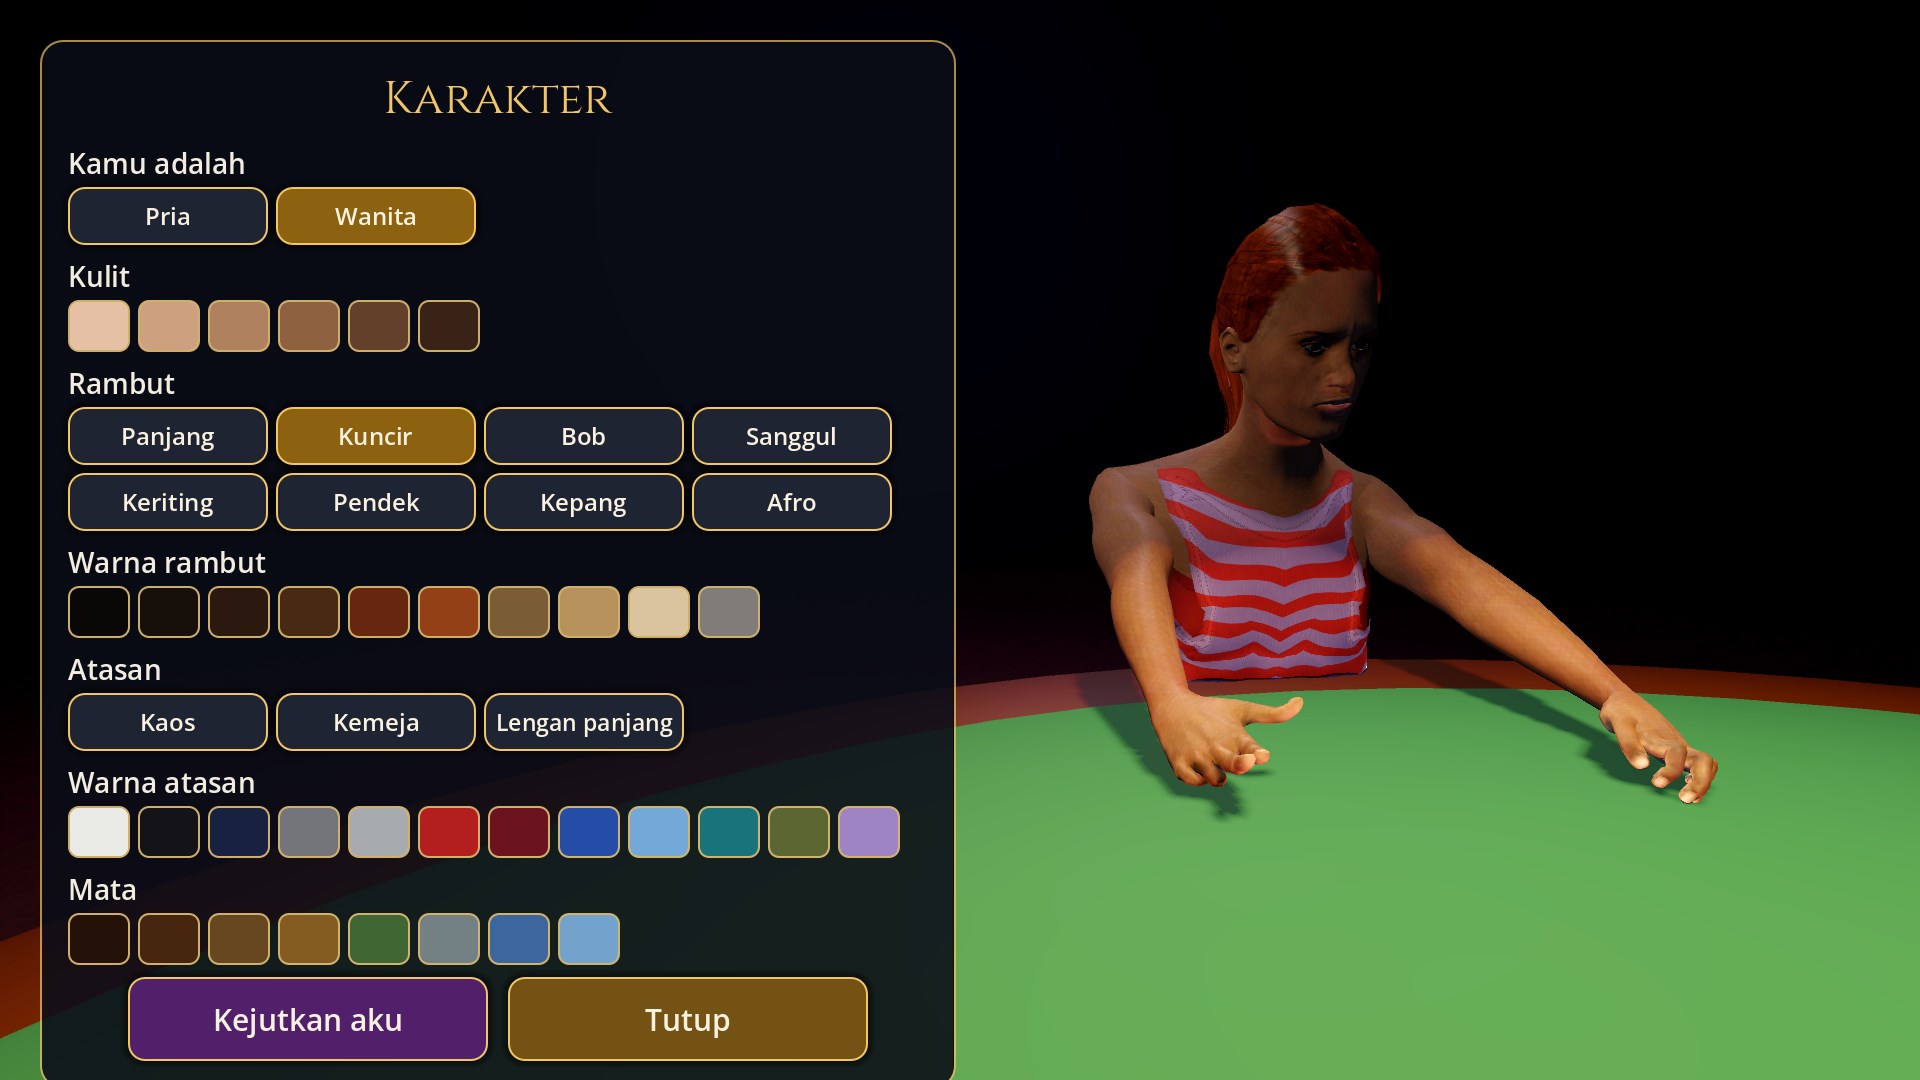 Karakter
Kamu adalah
Pria
Wanita
Kulit
Rambut
Panjang
Kuncir
Bob
Sanggul
Keriting
Pendek
Kepang
Afro
Warna rambut
Atasan
Kaos
Kemeja
Lengan panjang
Warna atasan
Mata
Kejutkan aku
Tutup